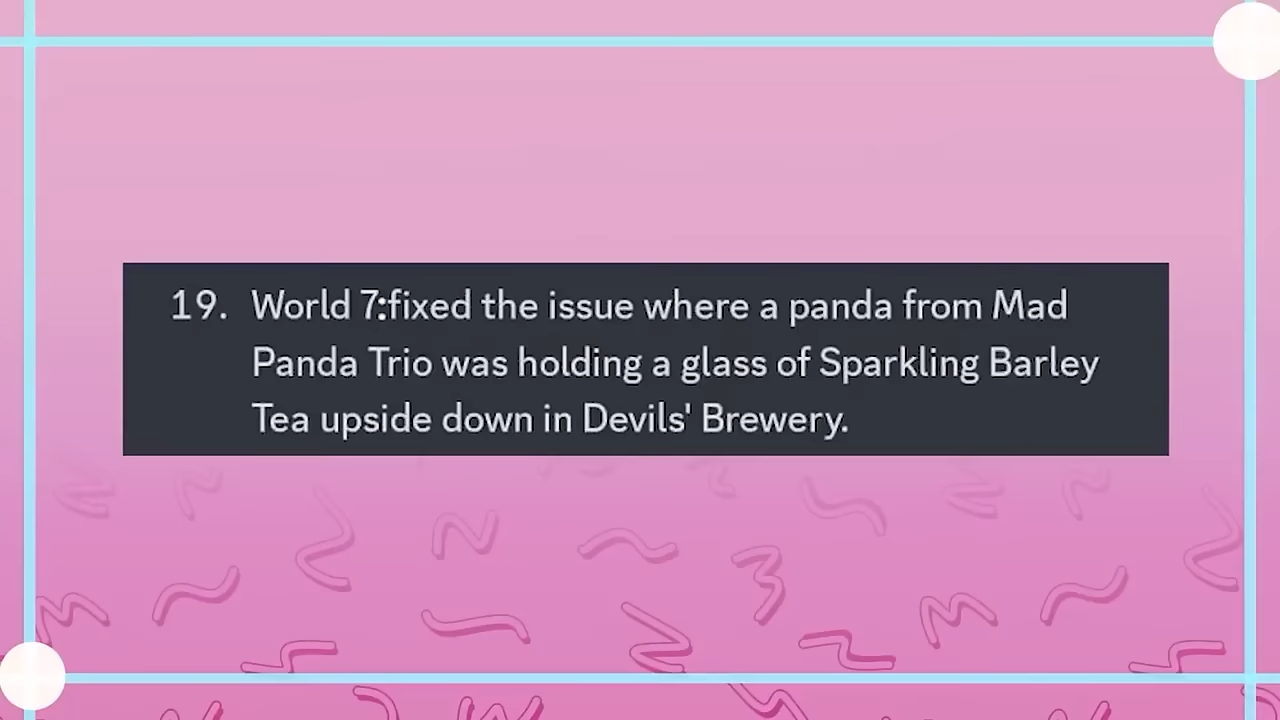 19. World 7:fixed the issue where a panda from Mad
Panda Trio was holding a glass of Sparkling Barley
Tea upside down in Devils' Brewery.